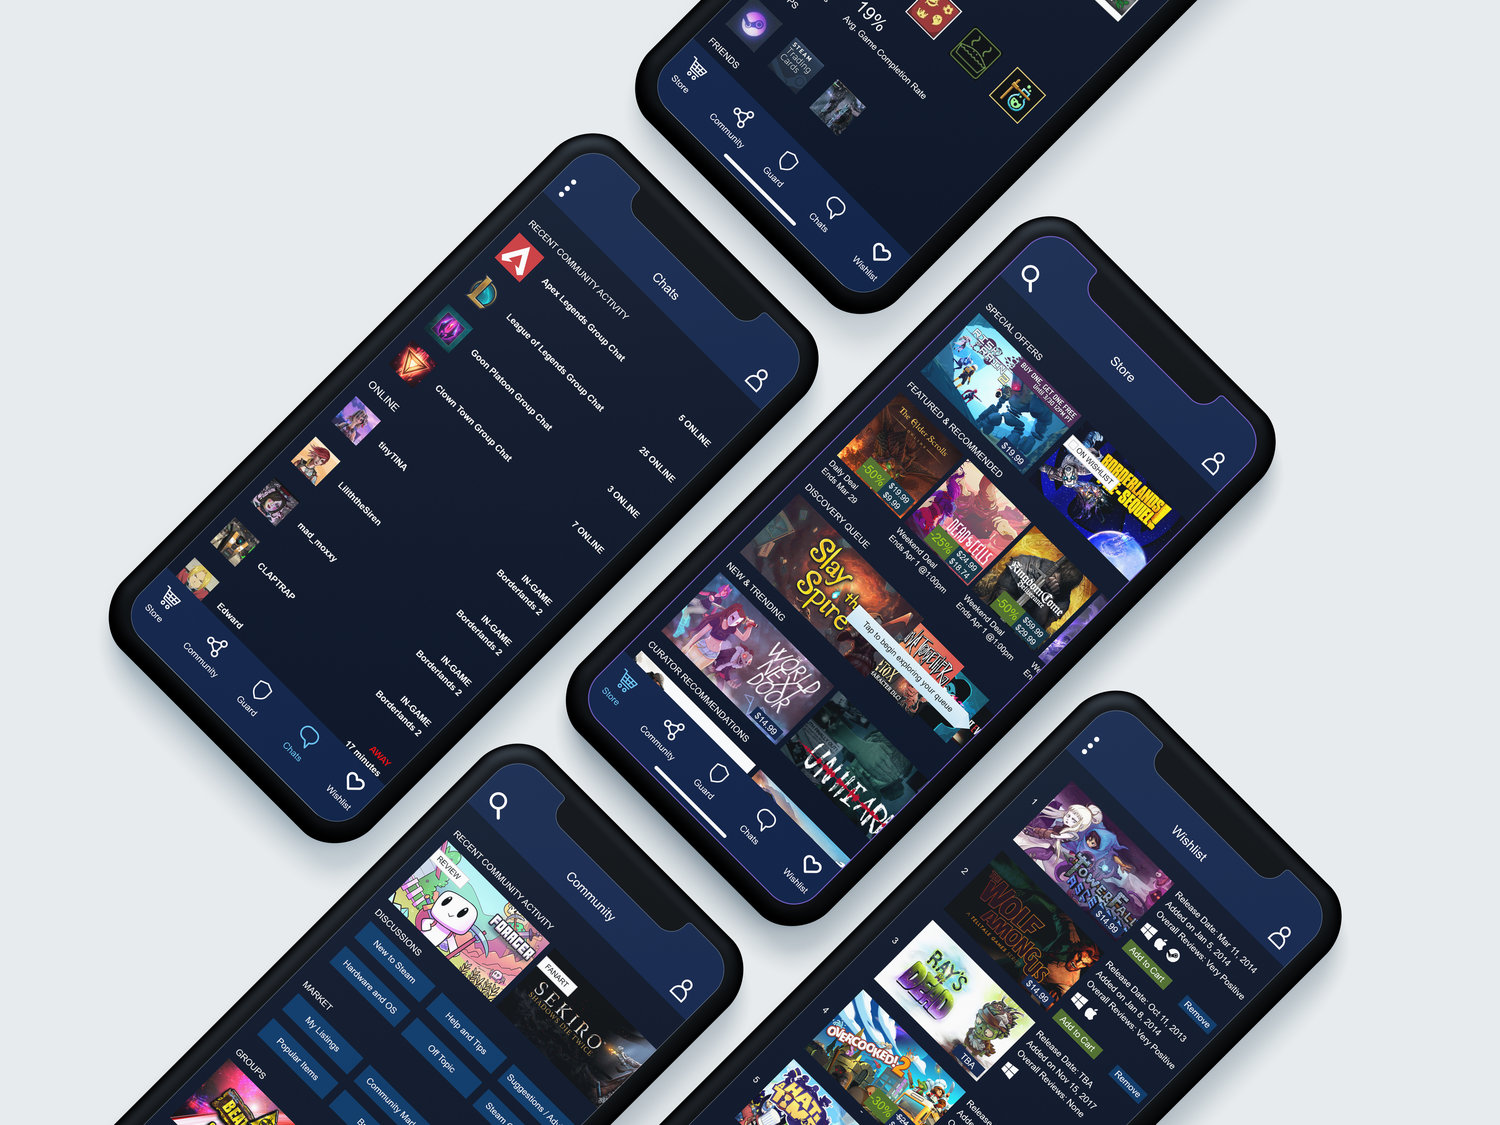 19%
Avg. Game Completion Rate
STEAM
Trading
Cards
FRIENDS
Store
Community
Guard
Chats
Wishlist
Chats
RECENT COMMUNITY ACTIVITY
Apex Legends Group Chat
5 ONLINE
League of Legends Group Chat
25 ONLINE
Goon Platoon Group Chat
3 ONLINE
Clown Town Group Chat
7 ONLINE
ONLINE
tinyTNA
IN-GAME
Borderlands 2
LiliththeSiren
IN-GAME
Borderlands 2
mad_moxxy
IN-GAME
Borderlands 2
CLAPTRAP
IN-GAME
Borderlands 2
Edward
AWAY
17 minutes
Store
Community
Guard
Chats
Wishlist
Store
SPECIAL OFFERS
BUY ONE GET ONE FREE
$19.99
ON WISHLIST
BORDERLANDS
PRE-SEQUEL
FEATURED & RECOMMENDED
The Elder Scrolls
-50%
$19.99
$9.99
Daily Deal
Ends Mar 29
DEAD CELLS
-25%
$24.99
$18.74
Weekend Deal
Ends Apr 1 @1:00pm
Kingdom Come
-50%
$59.99
$29.99
Weekend Deal
Ends Apr 1 @1:00pm
We
En
DISCOVERY QUEUE
Slay
the
Spire
Tap to begin exploring your queue
NEW & TRENDING
WORLD
NEXT
DOOR
$14.99
UNHEARD
CURATOR RECOMMENDATIONS
Store
Community
Guard
Chats
Wishlist
Community
RECENT COMMUNITY ACTIVITY
REVIEW
FORAGER
FANART
SEKIRO
SHADOWS DIE TWICE
DISCUSSIONS
New to Steam
Help and Tips
Suggestions / Adv
Hardware and OS
Off Topic
Steam
MARKET
My Listings
Community Mar
Popular Items
GROUPS
Wishlist
1
TOWERFALL
$14.99
Release Date: Mar 11, 2014
Added on Jan 5, 2014
Overall Reviews: Very Positive
Add to Cart
Remove
2
THE
WOLF
AMONG US
A TELLTALE GAMES SERIES
$14.99
Release Date: Oct 11, 2013
Added on Jan 8, 2014
Overall Reviews: Very Positive
Add to Cart
Remove
3
RAY'S
THE
DEAD
TBA
Release Date: TBA
Added on Nov 15, 2017
Overall Reviews: None
4
OVERCOOKED! 2
-30%
Release
Added
5
HAT
TIME